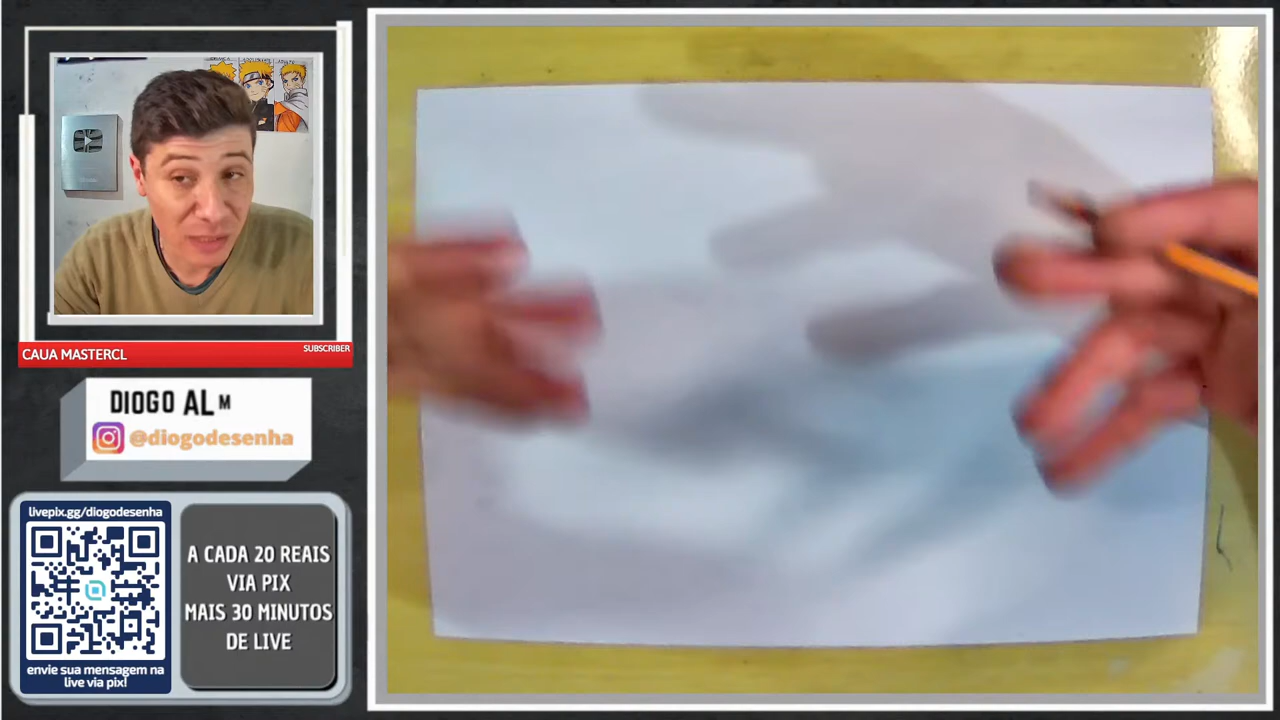 CAUA MASTERCL
SUBSCRIBER
DIOGO AL M
@diogodesenha
livepix.gg/diogodesenha
envie sua mensagem na
live via pix!
A CADA 20 REAIS
VIA PIX
MAIS 30 MINUTOS
DE LIVE